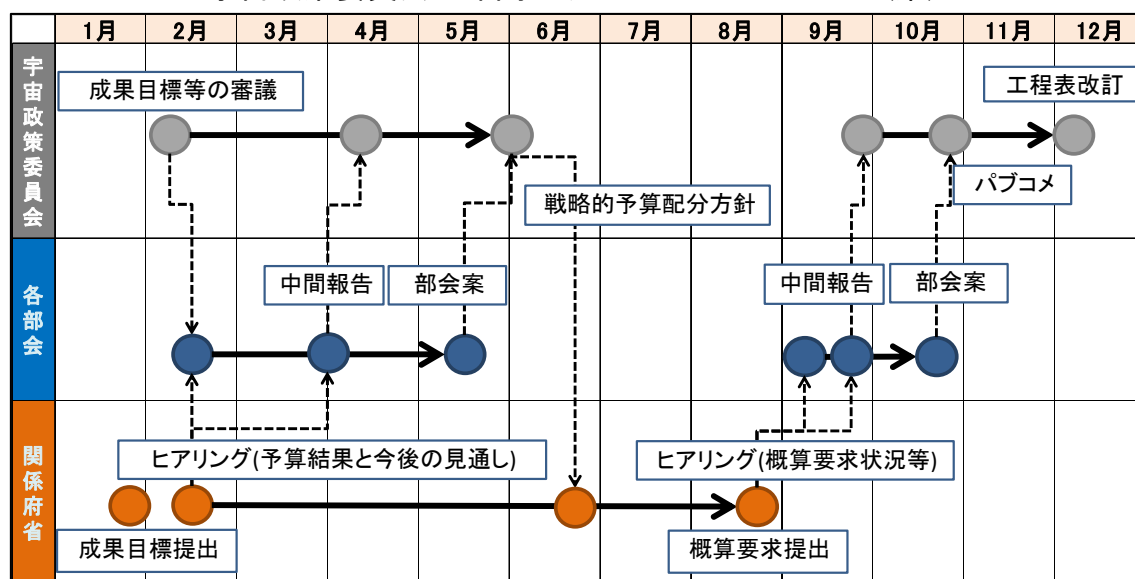 1月 2月 3月 4月 5月 6月 7月 8月 9月 10月 11月 12月
宇宙政策委員会
成果目標等の審議
工程表改訂
パブコメ
戦略的予算配分方針
各部会
中間報告
部会案
中間報告
部会案
関係府省
ヒアリング(予算結果と今後の見通し)
ヒアリング(概算要求状況等)
成果目標提出
概算要求提出